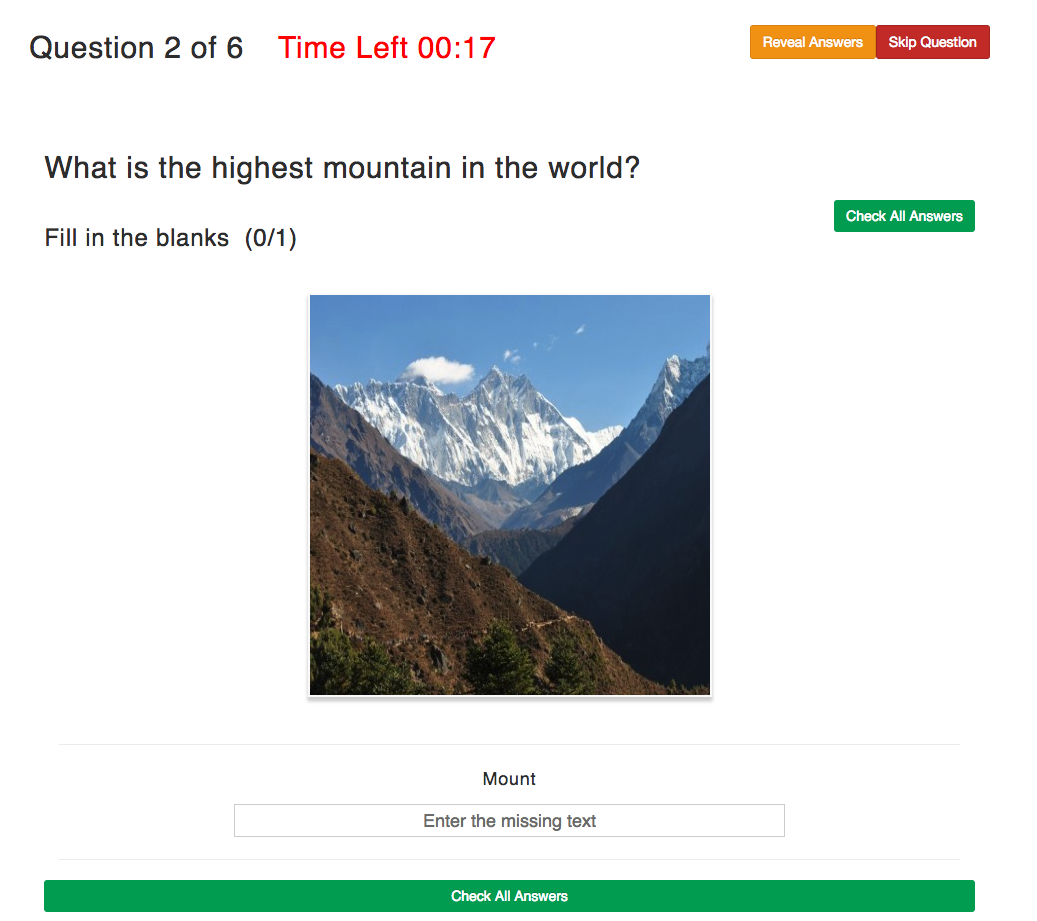 Question 2 of 6 Time Left 00:17 Reveal Answers Skip Question
What is the highest mountain in the world?
Check All Answers
Fill in the blanks (0/1)
Mount
Enter the missing text
Check All Answers